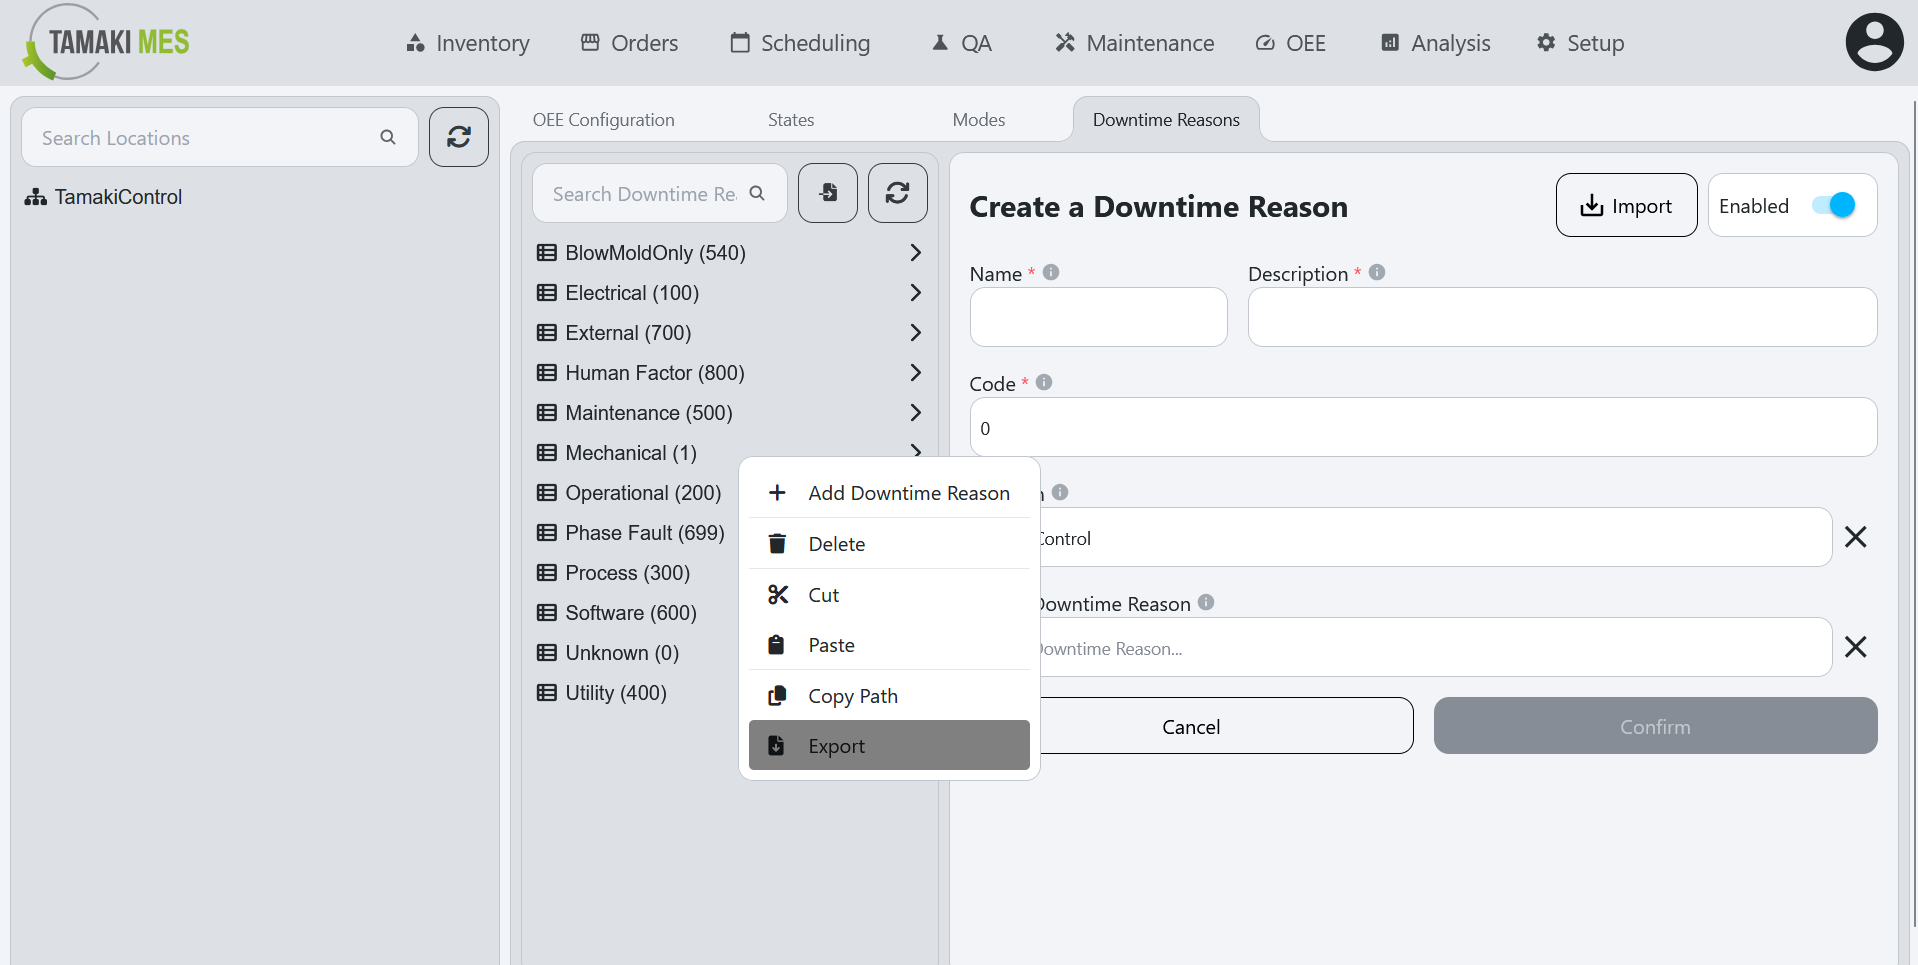 TAMAKI MES
Inventory
Orders
Scheduling
QA
Maintenance
OEE
Analysis
Setup
Search Locations
TamakiControl
OEE Configuration
States
Modes
Downtime Reasons
Search Downtime Re
BlowMoldOnly (540)
Electrical (100)
External (700)
Human Factor (800)
Maintenance (500)
Mechanical (1)
Operational (200)
Phase Fault (699)
Process (300)
Software (600)
Unknown (0)
Utility (400)
Add Downtime Reason
Delete
Cut
Paste
Copy Path
Export
Create a Downtime Reason
Import
Enabled
Name *
Description *
Code *
0
n
Control
Downtime Reason
Downtime Reason...
Cancel
Confirm